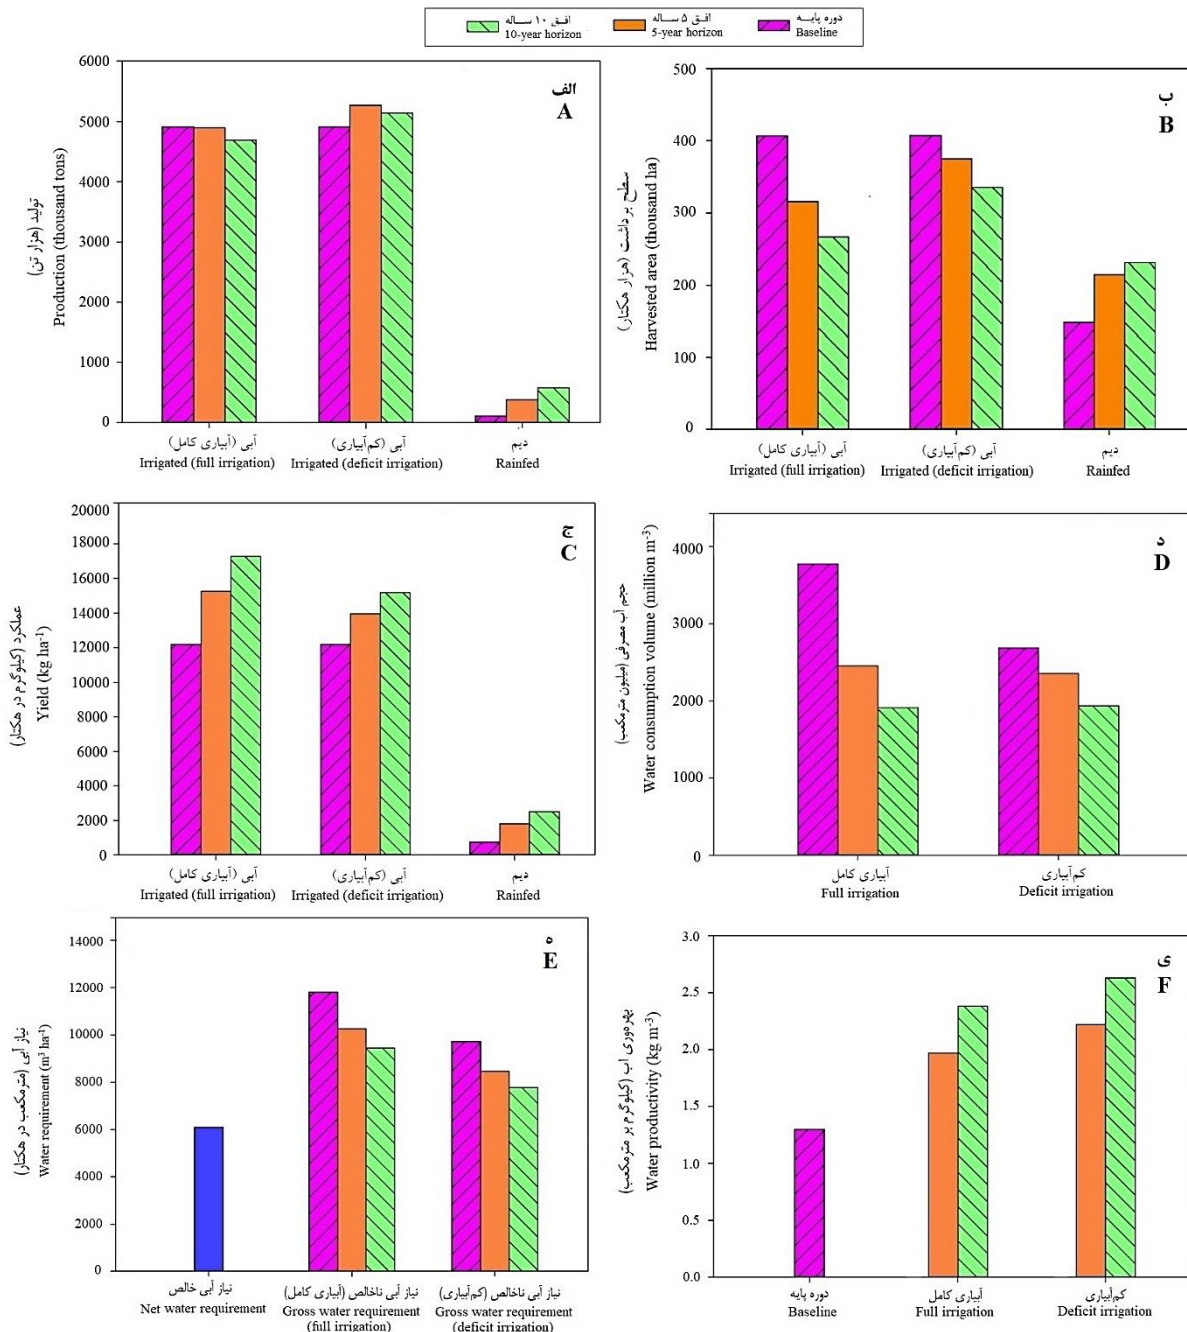 افق ۱۰ ساله
10-year horizon
افق ۵ ساله
5-year horizon
دوره پایه
Baseline
الف
A
تولید (هزار تن)
Production (thousand tons)
6000
5000
4000
3000
2000
1000
0
آبی (آبیاری کامل)
Irrigated (full irrigation)
آبی (کم‌آبیاری)
Irrigated (deficit irrigation)
دیم
Rainfed
ب
B
سطح برداشت (هزار هکتار)
Harvested area (thousand ha)
500
400
300
200
100
0
آبی (آبیاری کامل)
Irrigated (full irrigation)
آبی (کم‌آبیاری)
Irrigated (deficit irrigation)
دیم
Rainfed
ج
C
عملکرد (کیلوگرم در هکتار)
Yield (kg ha⁻¹)
20000
18000
16000
14000
12000
10000
8000
6000
4000
2000
0
آبی (آبیاری کامل)
Irrigated (full irrigation)
آبی (کم‌آبیاری)
Irrigated (deficit irrigation)
دیم
Rainfed
د
D
حجم آب مصرفی (میلیون مترمکعب)
Water consumption volume (million m⁻³)
4000
3000
2000
1000
0
آبیاری کامل
Full irrigation
کم‌آبیاری
Deficit irrigation
ه
E
نیاز آبی (مترمکعب در هکتار)
Water requirement (m³ ha⁻¹)
14000
12000
10000
8000
6000
4000
2000
0
نیاز آبی خالص
Net water requirement
نیاز آبی ناخالص (آبیاری کامل)
Gross water requirement
(full irrigation)
نیاز آبی ناخالص (کم‌آبیاری)
Gross water requirement
(deficit irrigation)
ی
F
بهره‌وری اب (کیلوگرم بر مترمکعب)
Water productivity (kg m⁻³)
3.0
2.5
2.0
1.5
1.0
0.5
0.0
دوره پایه
Baseline
آبیاری کامل
Full irrigation
کم‌آبیاری
Deficit irrigation